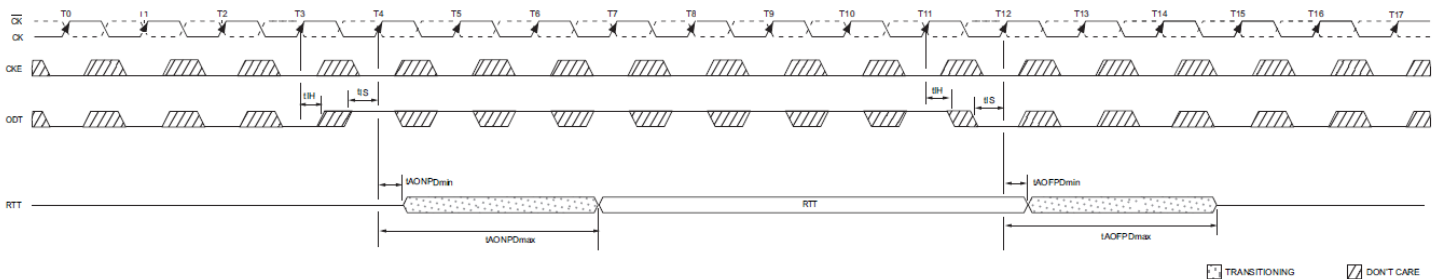 T0 T1 T2 T3 T4 T5 T6 T7 T8 T9 T10 T11 T12 T13 T14 T15 T16 T17
CK
CK
CKE
tIH tIS tIH tIS
ODT
tAONPDmin tAOFPDmin
RTT RTT
tAONPDmax tAOFPDmax
TRANSITIONING DON'T CARE